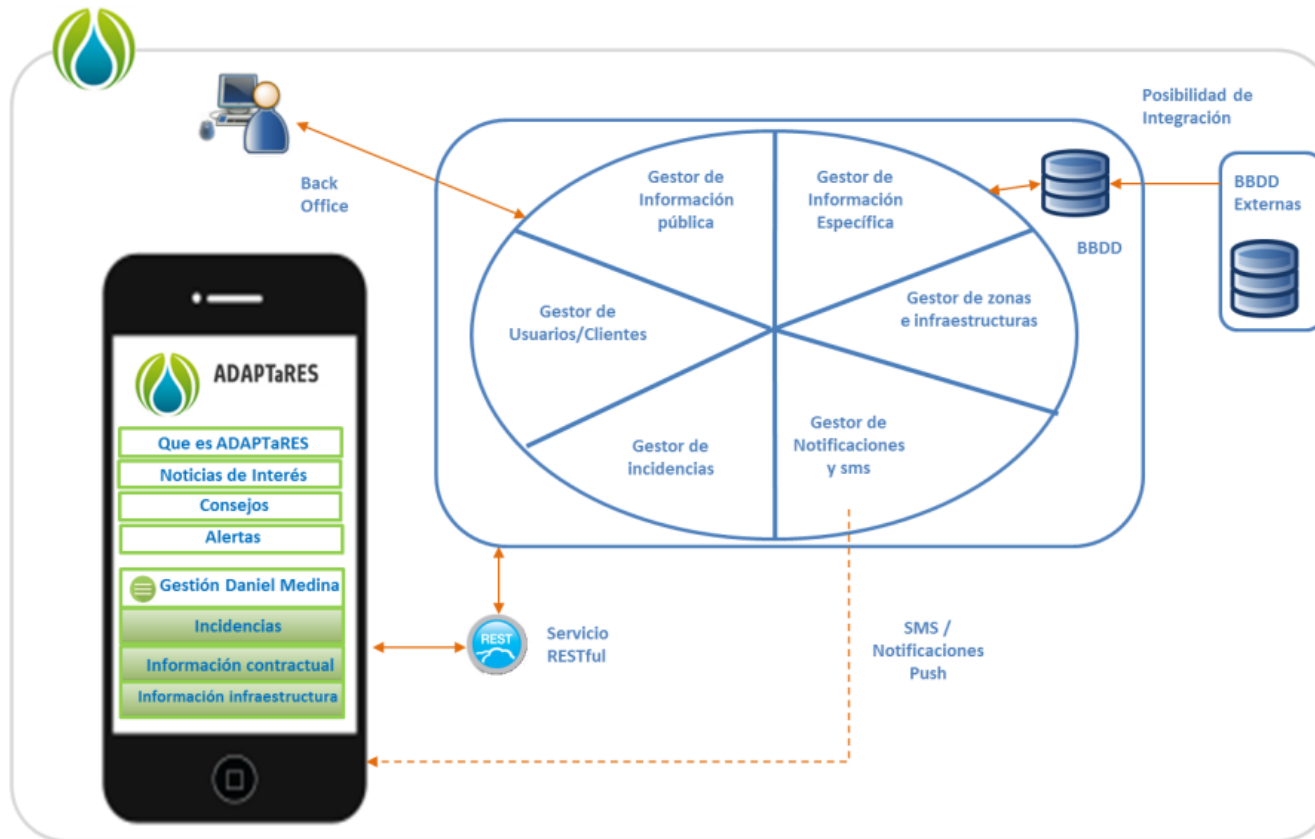 Posibilidad de
Integración
Back
Office
Gestor de
Información
pública
Gestor de
Información
Específica
BBDD
BBDD
Externas
Gestor de
Usuarios/Clientes
Gestor de zonas
e infraestructuras
Gestor de
incidencias
Gestor de
Notificaciones
y sms
ADAPTaRES
Que es ADAPTaRES
Noticias de Interés
Consejos
Alertas
Gestión Daniel Medina
Incidencias
Información contractual
Información infraestructura
REST
Servicio
RESTful
SMS /
Notificaciones
Push